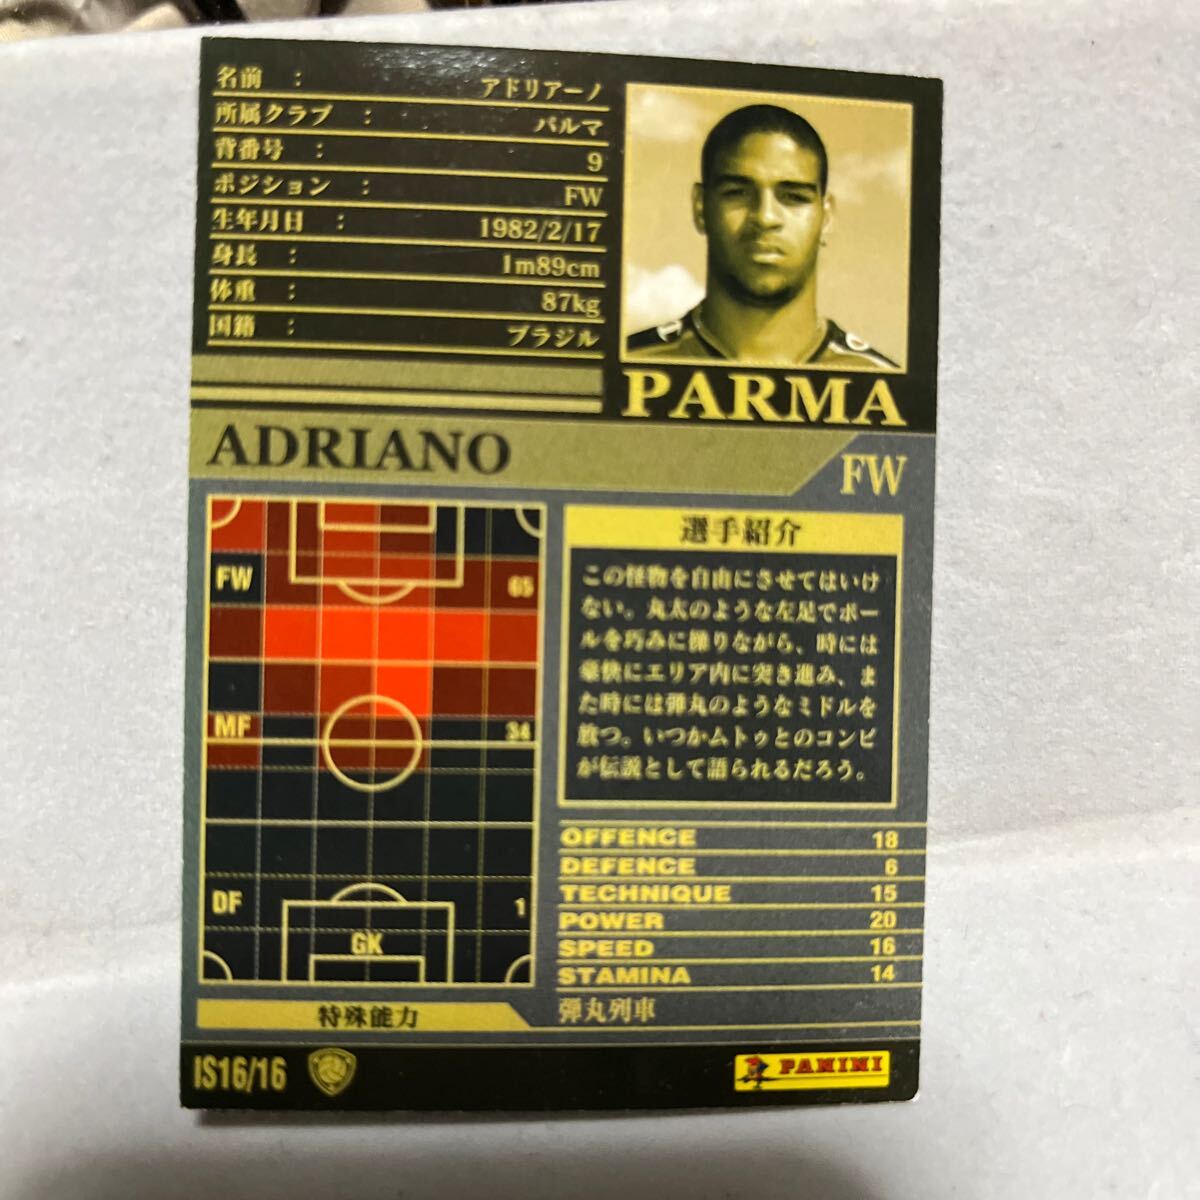 名前 : アドリアーノ
所属クラブ : パルマ
背番号 : 9
ポジション : FW
生年月日 : 1982/2/17
身長 : 1m89cm
体重 : 87kg
国籍 : ブラジル
PARMA
ADRIANO
FW
FW 65
MF 34
DF 1
GK
選手紹介
この怪物を自由にさせてはいけ
ない。丸太のような左足でボー
ルを巧みに操りながら、時には
豪快にエリア内に突き進み、ま
た時には弾丸のようなミドルを
放つ。いつかムトゥとのコンビ
が伝説として語られるだろう。
OFFENCE 18
DEFENCE 6
TECHNIQUE 15
POWER 20
SPEED 16
STAMINA 14
特殊能力 弾丸列車
IS16/16
PANINI